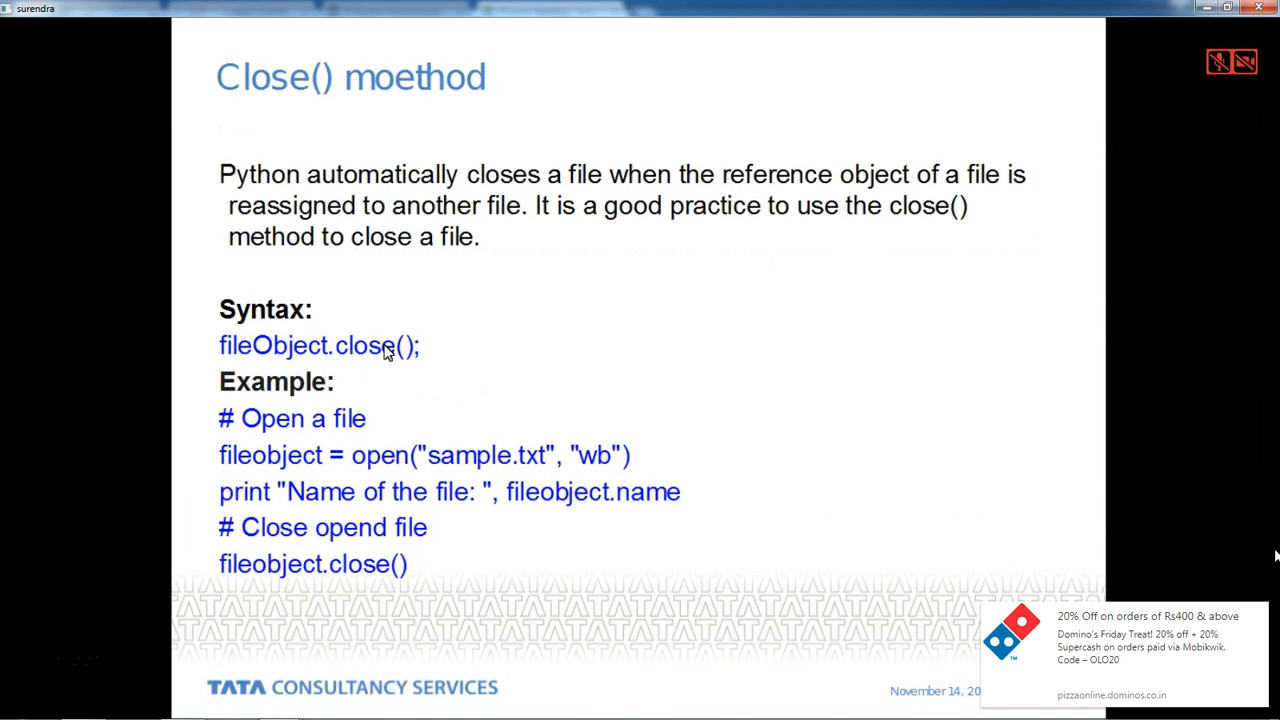 surendra
Close() moethod
Python automatically closes a file when the reference object of a file is
reassigned to another file. It is a good practice to use the close()
method to close a file.
Syntax:
fileObject.close();
Example:
# Open a file
fileobject = open("sample.txt", "wb")
print "Name of the file: ", fileobject.name
# Close opend file
fileobject.close()
TATA CONSULTANCY SERVICES
November 14, 20
20% Off on orders of Rs400 & above
Domino's Friday Treat! 20% off + 20%
Supercash on orders paid via Mobikwik.
Code – OLO20
pizzaonline.dominos.co.in